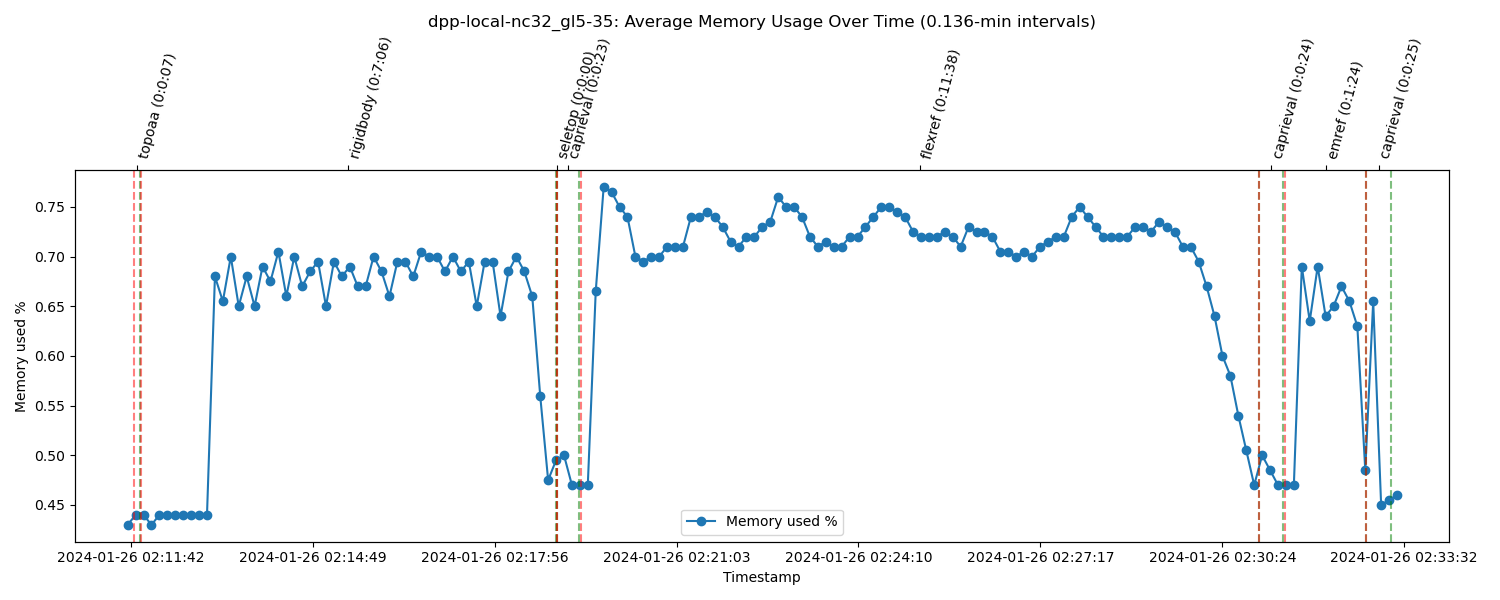 dpp-local-nc32_gl5-35: Average Memory Usage Over Time (0.136-min intervals)
topoaa (0:0:07)
rigidbody (0:7:06)
seletop (0:0:00)
caprieval (0:0:23)
flexref (0:11:38)
caprieval (0:0:24)
emref (0:1:24)
caprieval (0:0:25)
Memory used %
0.75
0.70
0.65
0.60
0.55
0.50
0.45
Memory used %
2024-01-26 02:11:42
2024-01-26 02:14:49
2024-01-26 02:17:56
2024-01-26 02:21:03
2024-01-26 02:24:10
2024-01-26 02:27:17
2024-01-26 02:30:24
2024-01-26 02:33:32
Timestamp